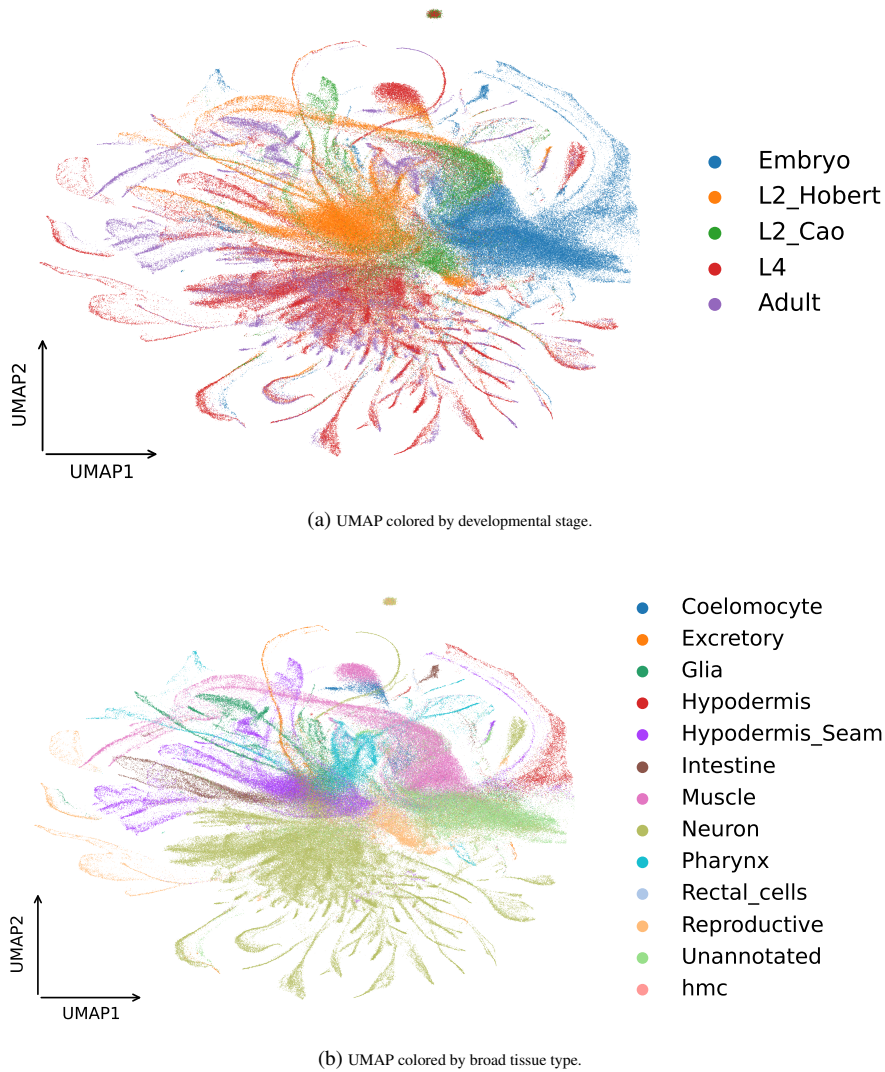 Embryo
L2_Hobert
L2_Cao
L4
Adult
UMAP2
UMAP1
(a) UMAP colored by developmental stage.
Coelomocyte
Excretory
Glia
Hypodermis
Hypodermis_Seam
Intestine
Muscle
Neuron
Pharynx
Rectal_cells
Reproductive
Unannotated
hmc
UMAP2
UMAP1
(b) UMAP colored by broad tissue type.